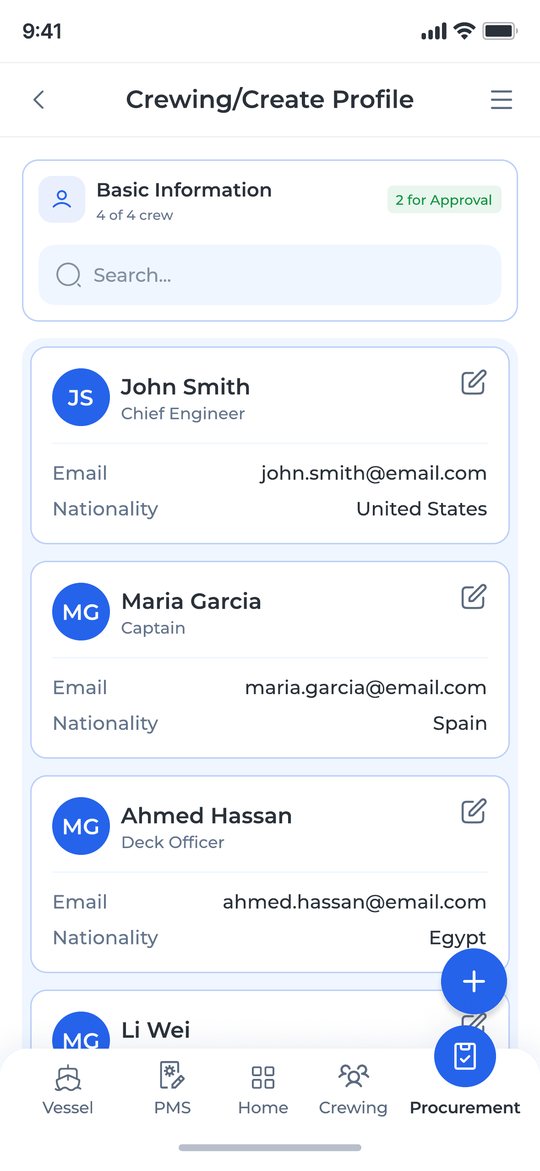 9:41
Crewing/Create Profile
Basic Information
4 of 4 crew
2 for Approval
Search...
JS
John Smith
Chief Engineer
Email john.smith@email.com
Nationality United States
MG
Maria Garcia
Captain
Email maria.garcia@email.com
Nationality Spain
MG
Ahmed Hassan
Deck Officer
Email ahmed.hassan@email.com
Nationality Egypt
MG
Li Wei
Vessel PMS Home Crewing Procurement